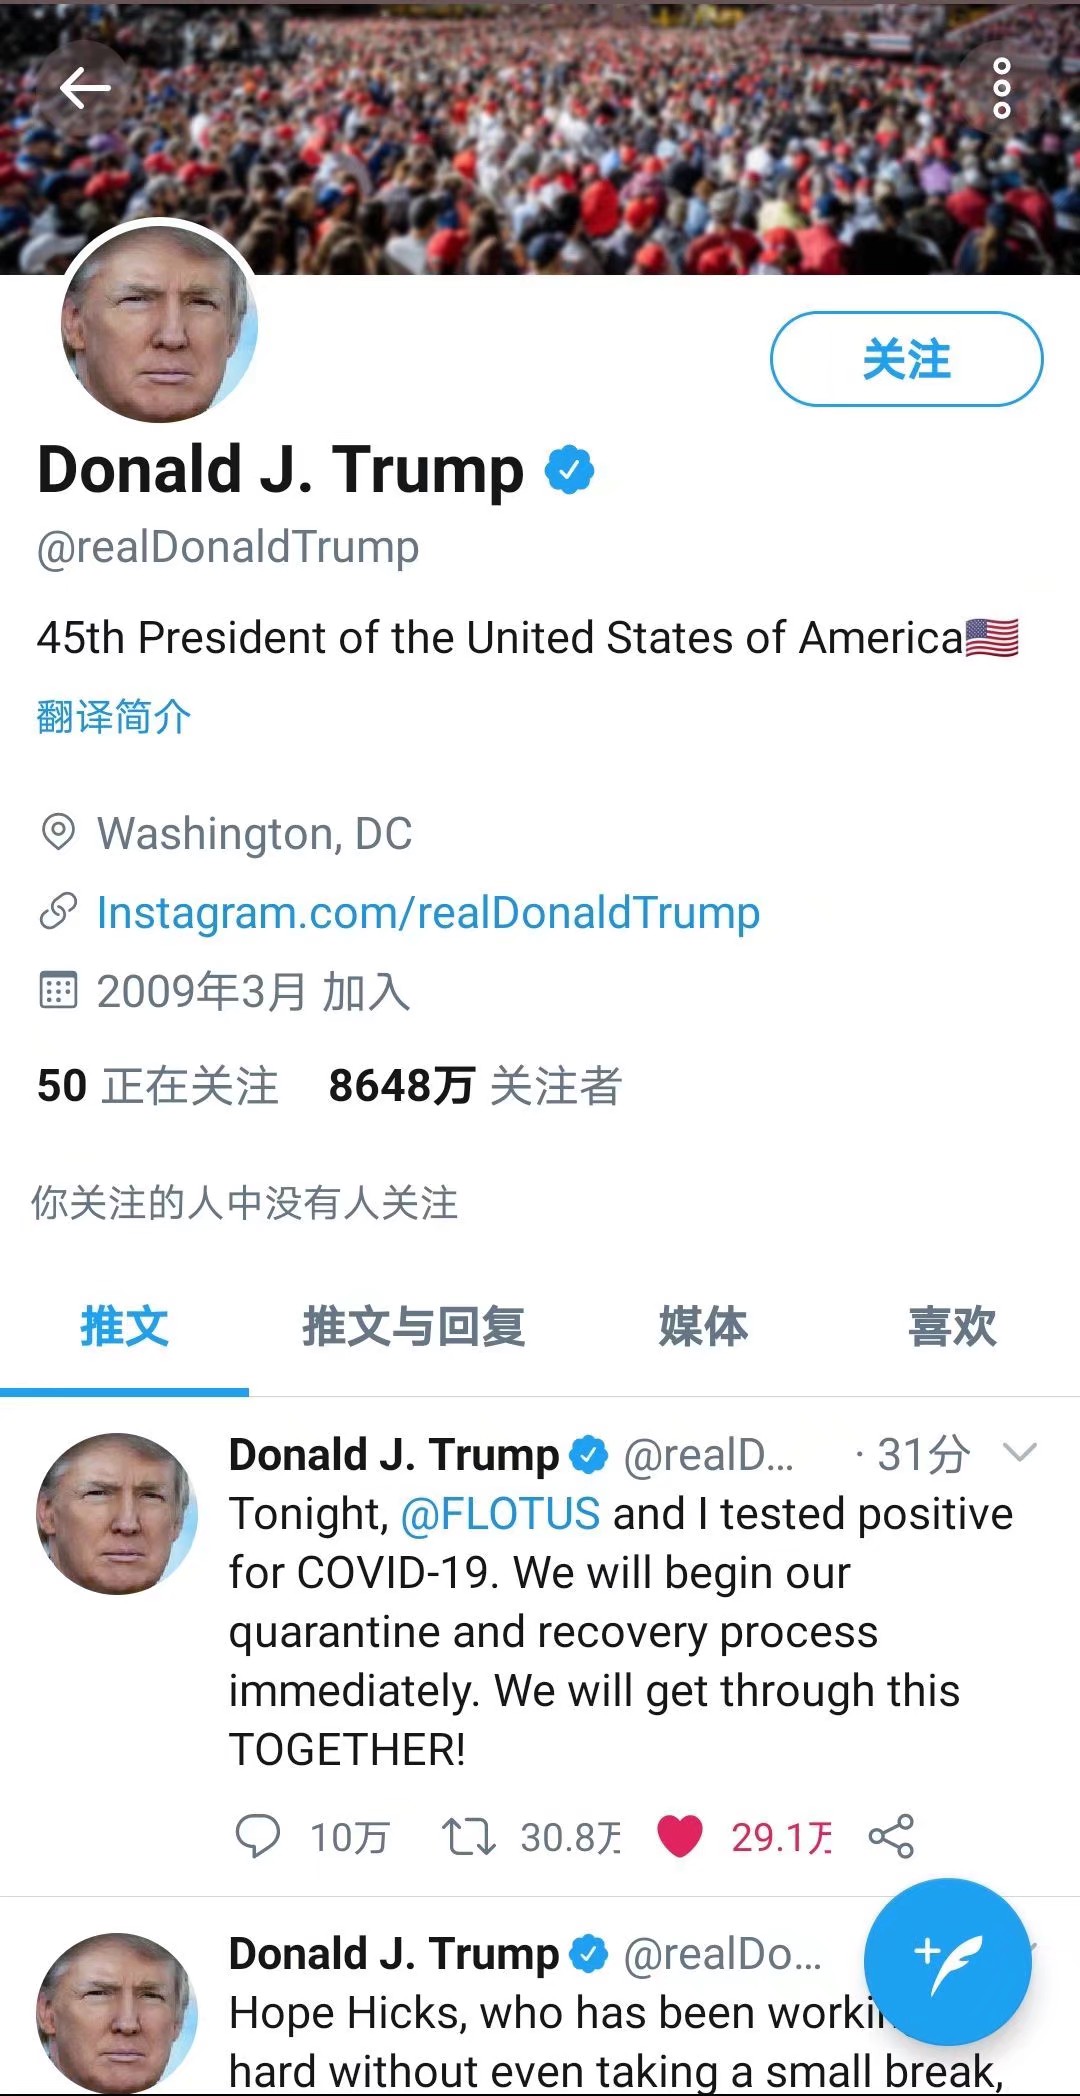 关注
Donald J. Trump
@realDonaldTrump
45th President of the United States of America
翻译简介
Washington, DC
Instagram.com/realDonaldTrump
2009年3月 加入
50 正在关注 8648万 关注者
你关注的人中没有人关注
推文 推文与回复 媒体 喜欢
Donald J. Trump @realD... · 31分
Tonight, @FLOTUS and I tested positive
for COVID-19. We will begin our
quarantine and recovery process
immediately. We will get through this
TOGETHER!
10万 30.8万 29.1万
Donald J. Trump @realDo...
Hope Hicks, who has been
hard without even taking a small break,